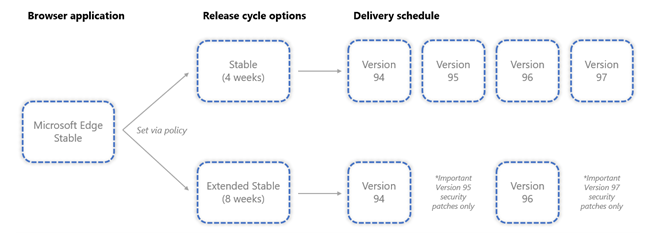 Browser application
Release cycle options
Delivery schedule
Stable
(4 weeks)
Version
94
Version
95
Version
96
Version
97
Microsoft Edge
Stable
Set via policy
Extended Stable
(8 weeks)
Version
94
*Important
Version 95
security
patches only
Version
96
*Important
Version 97
security
patches only